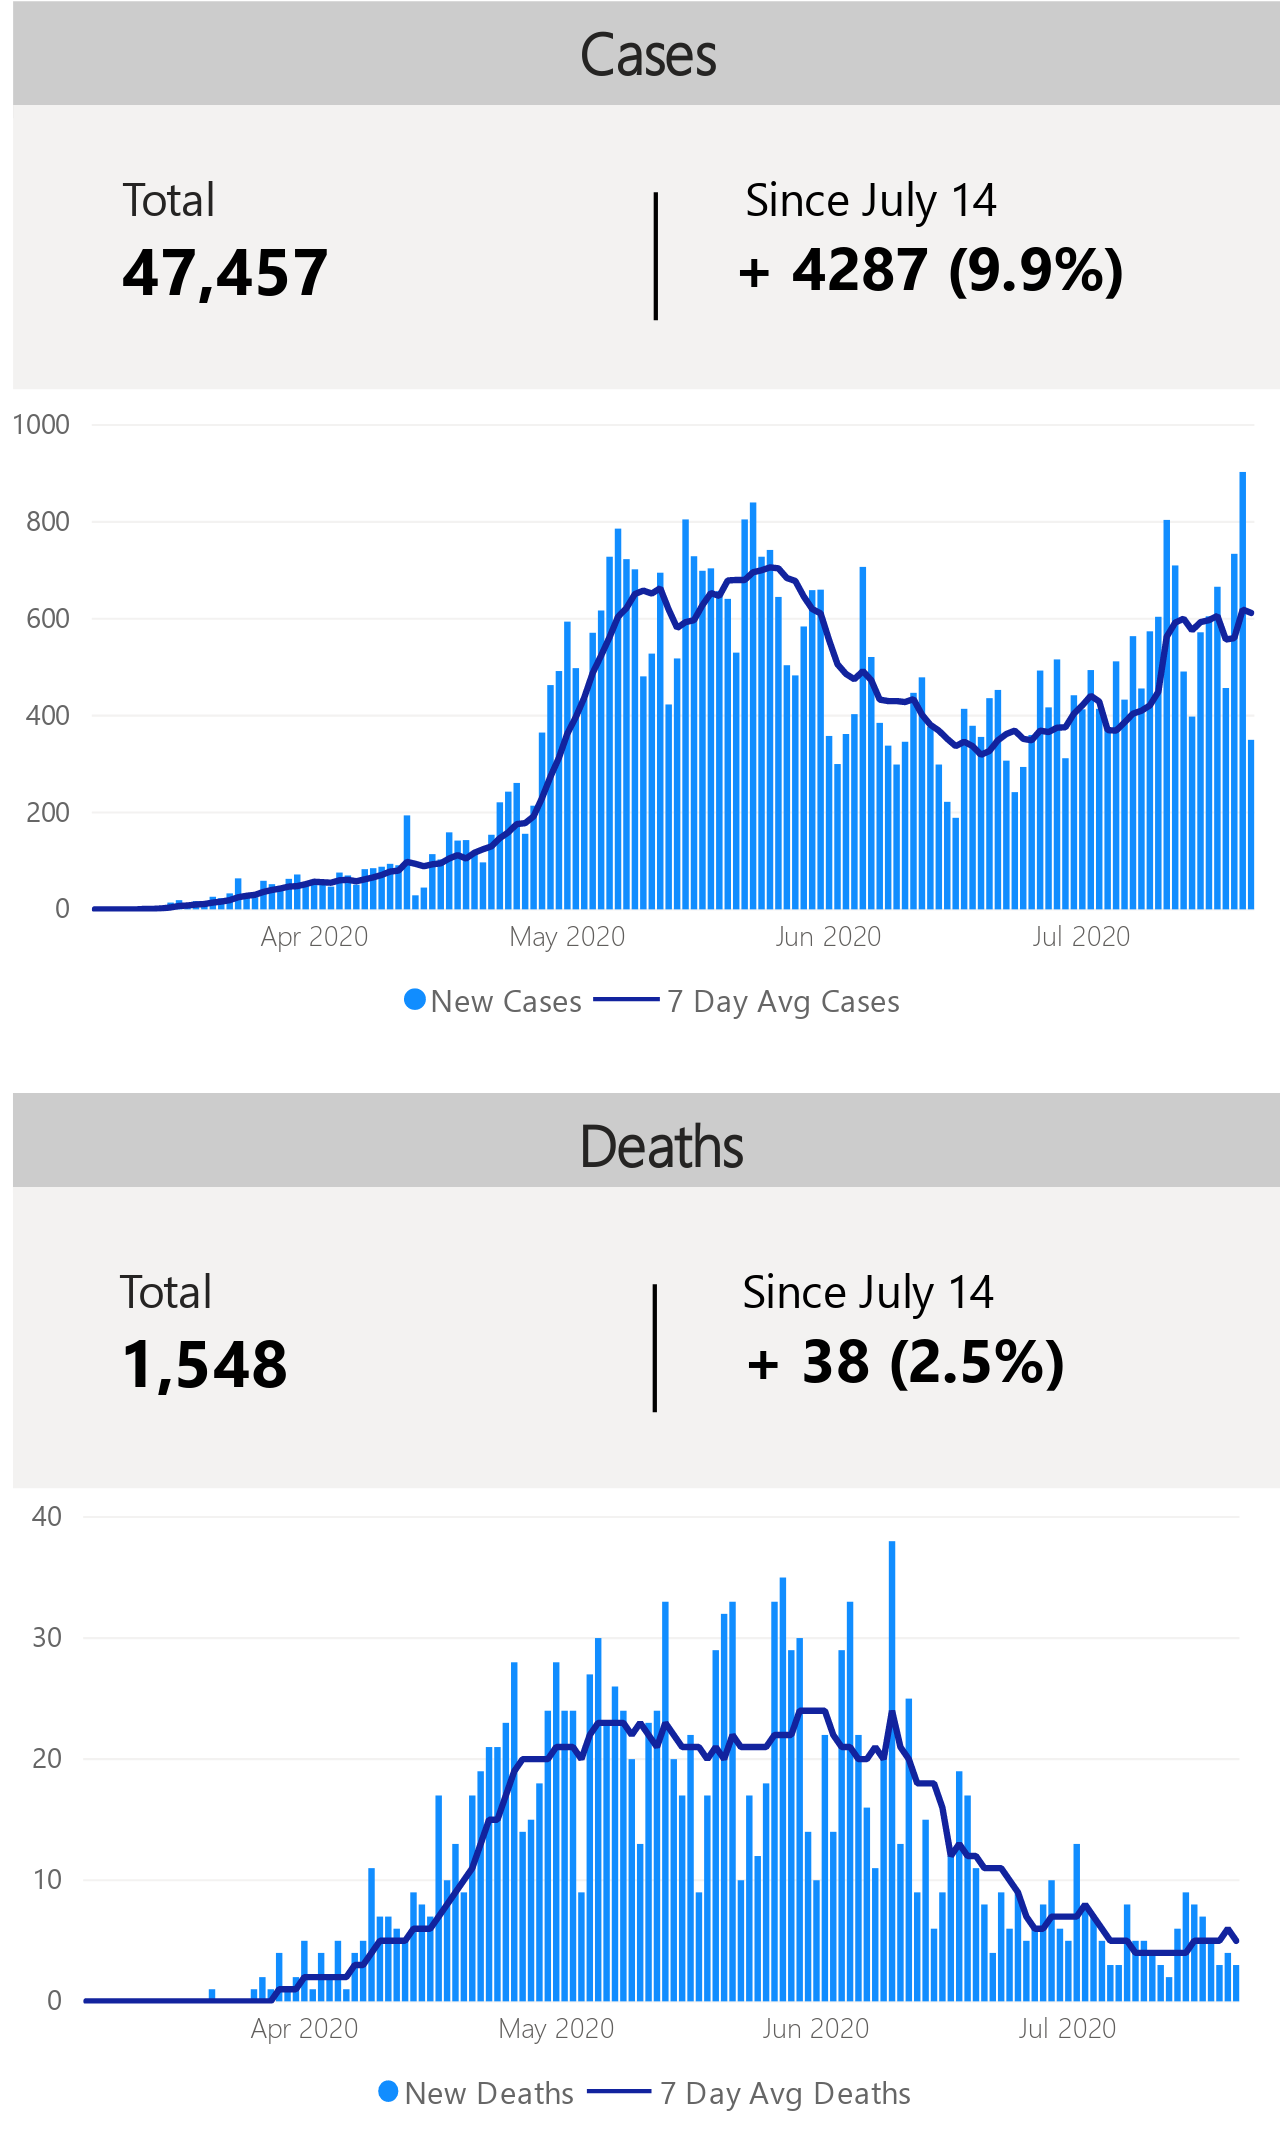 Cases
Total
Since July 14
47,457
+ 4287 (9.9%)
1000
800
600
400
200
0
Apr 2020
May 2020
Jun 2020
Jul 2020
New Cases
7 Day Avg Cases
Deaths
Total
Since July 14
1,548
+ 38 (2.5%)
40
30
20
10
0
Apr 2020
May 2020
Jun 2020
Jul 2020
New Deaths
7 Day Avg Deaths